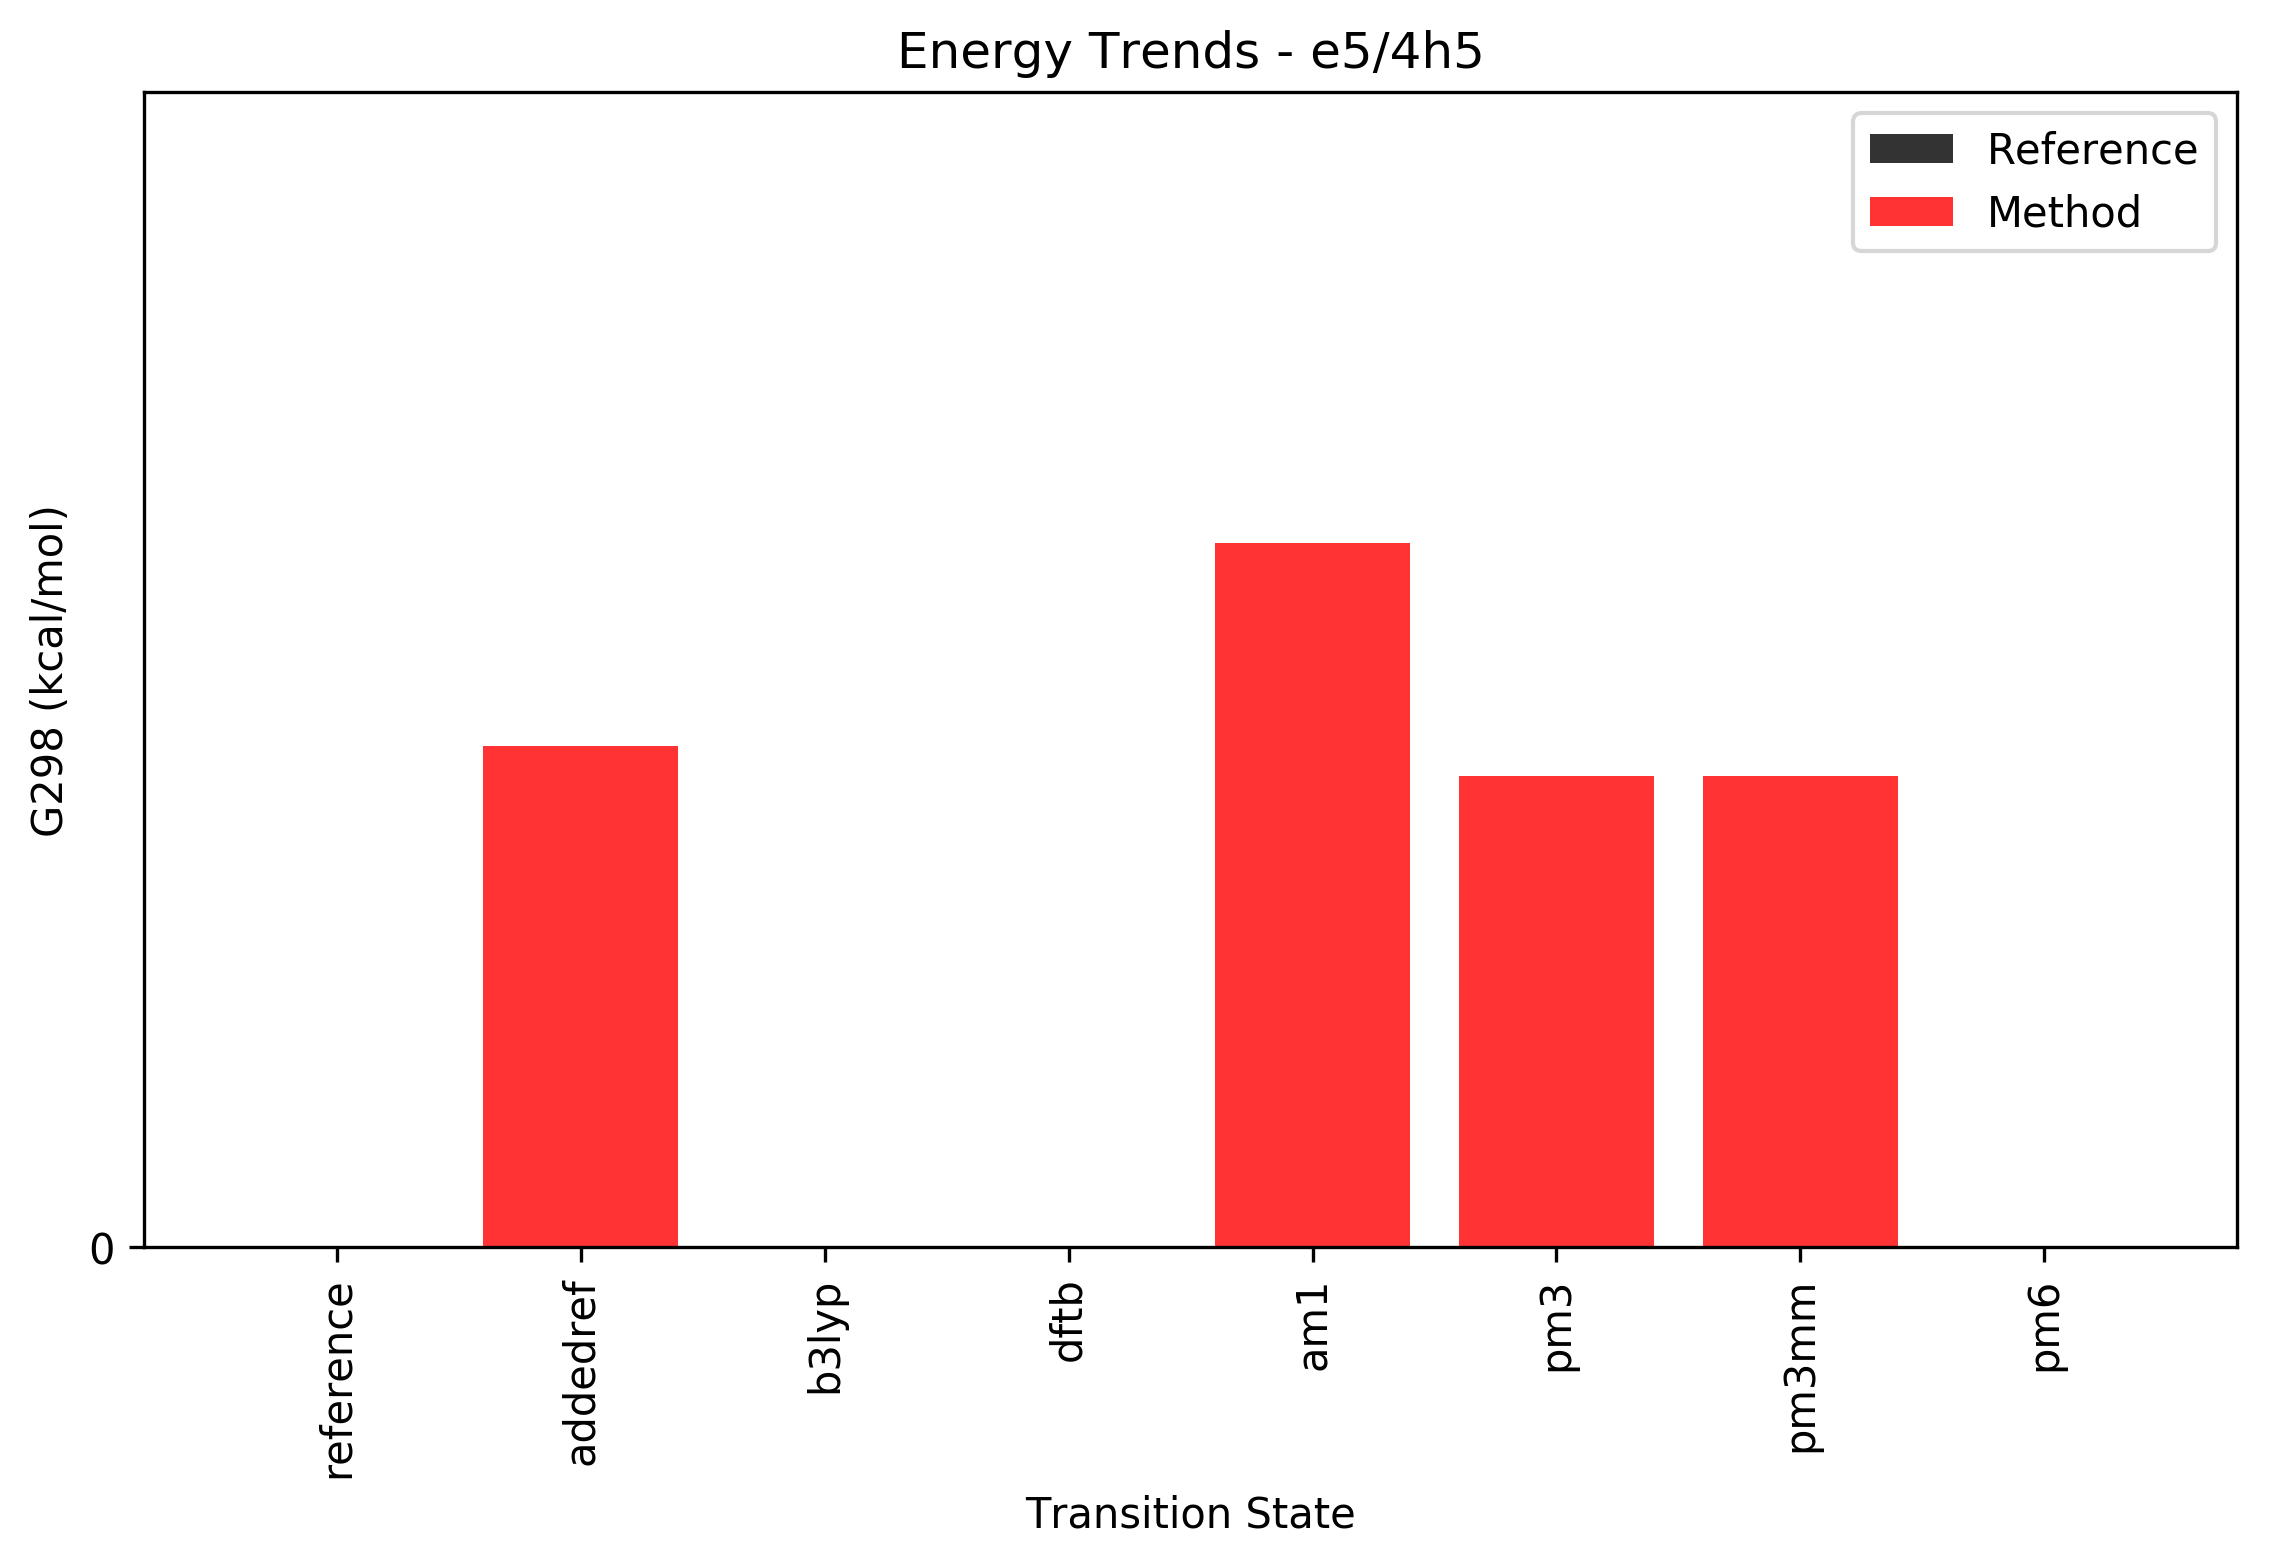 Energy Trends - e5/4h5
Reference
Method
G298 (kcal/mol)
0
reference
addedref
b3lyp
dftb
am1
pm3
pm3mm
pm6
Transition State